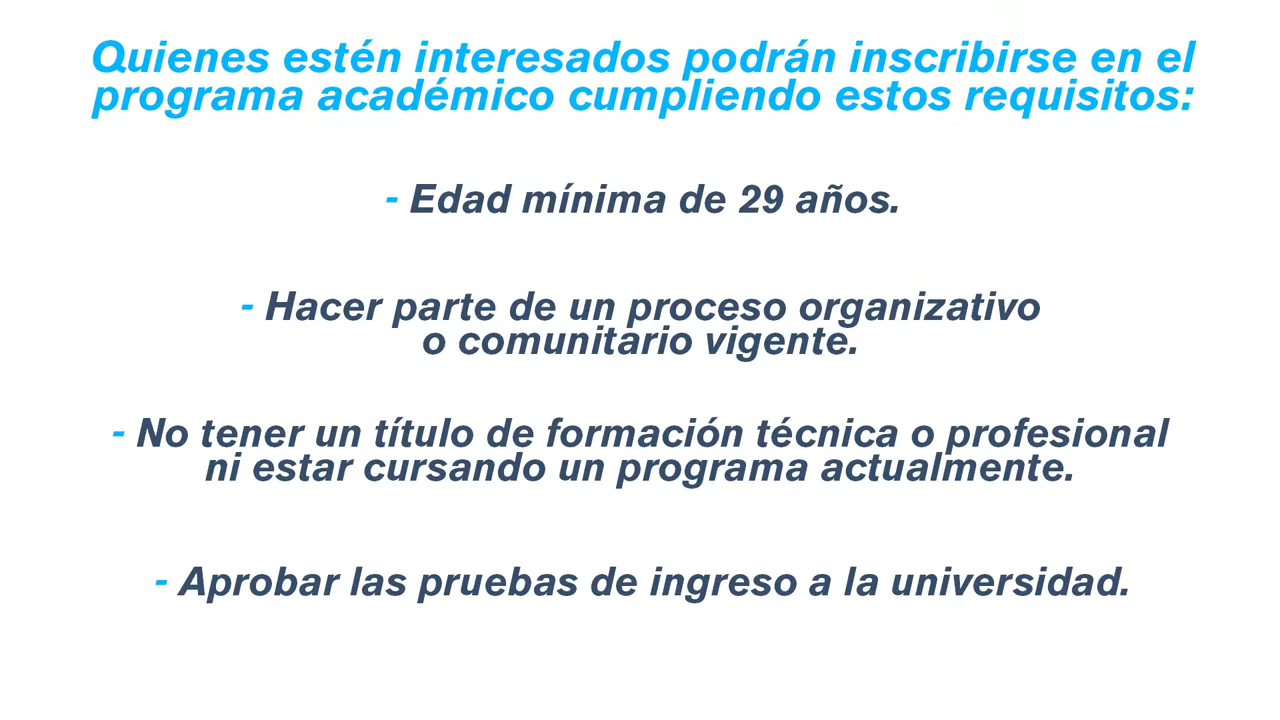 Quienes estén interesados podrán inscribirse en el
programa académico cumpliendo estos requisitos:
- Edad mínima de 29 años.
- Hacer parte de un proceso organizativo
o comunitario vigente.
- No tener un título de formación técnica o profesional
ni estar cursando un programa actualmente.
- Aprobar las pruebas de ingreso a la universidad.